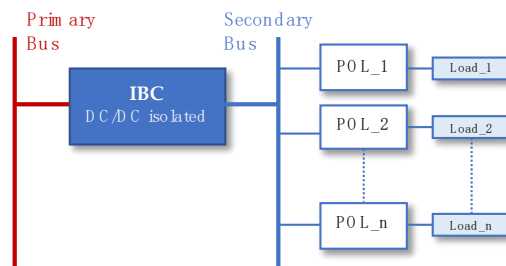 Primary
Bus
Secondary
Bus
IBC
DC/DC isolated
POL_1
Load_1
POL_2
Load_2
POL_n
Load_n